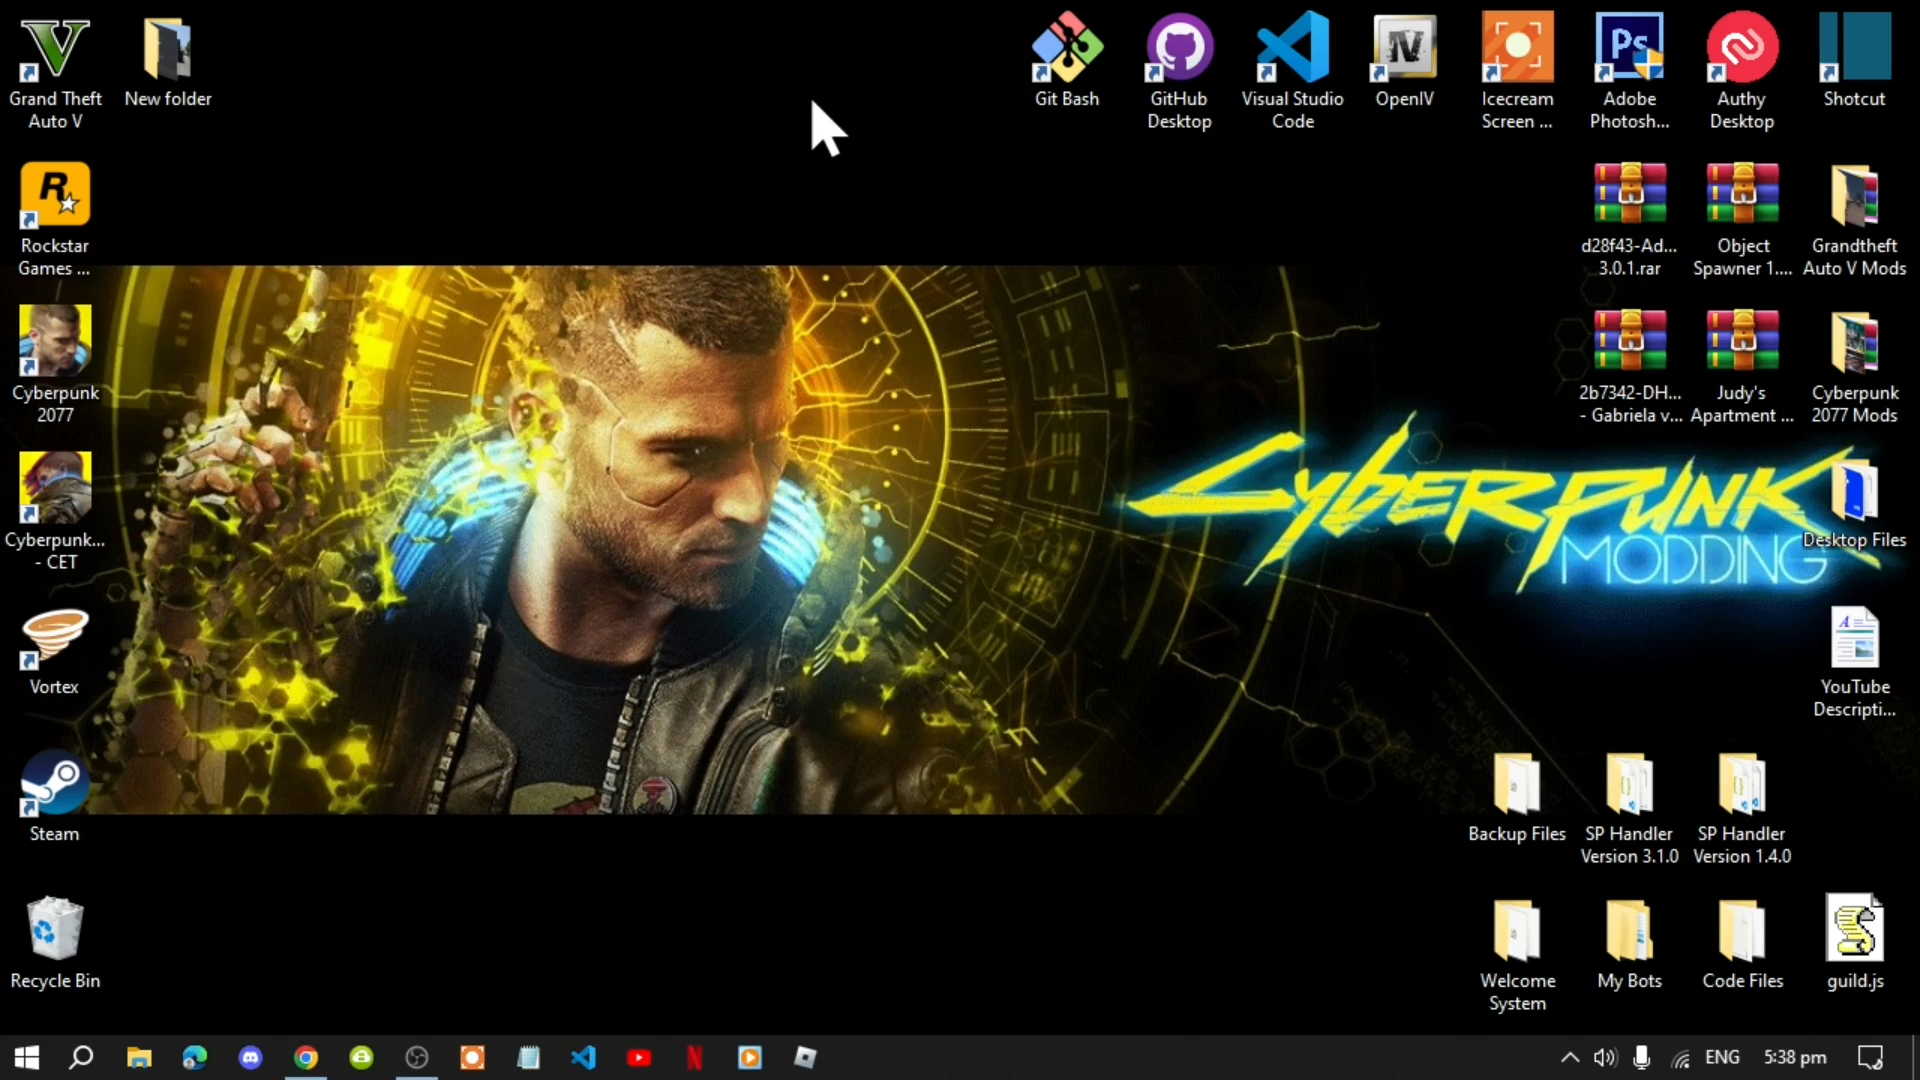 Grand Theft
Auto V
New folder
Git Bash
GitHub
Desktop
Visual Studio
Code
IV
OpenIV
Icecream
Screen ...
Ps
Adobe
Photosh...
Authy
Desktop
Shotcut
R
Rockstar
Games ...
d28f43-Ad...
3.0.1.rar
Object
Spawner 1....
Grandtheft
Auto V Mods
Cyberpunk
2077
2b7342-DH...
- Gabriela v...
Judy's
Apartment ...
Cyberpunk
2077 Mods
Cyberpunk...
- CET
CYBERPUNK
MODDING
Desktop Files
Vortex
YouTube
Descripti...
Steam
Backup Files
SP Handler
Version 3.1.0
SP Handler
Version 1.4.0
Recycle Bin
Welcome
System
My Bots
Code Files
guild.js
ENG
5:38 pm